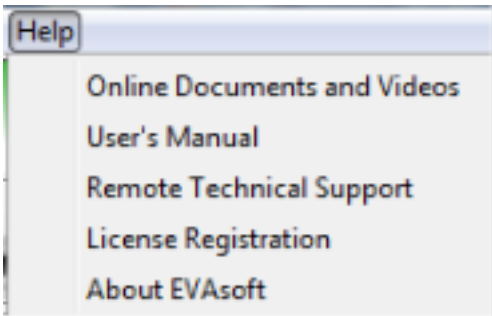 Help
Online Documents and Videos
User's Manual
Remote Technical Support
License Registration
About EVAsoft